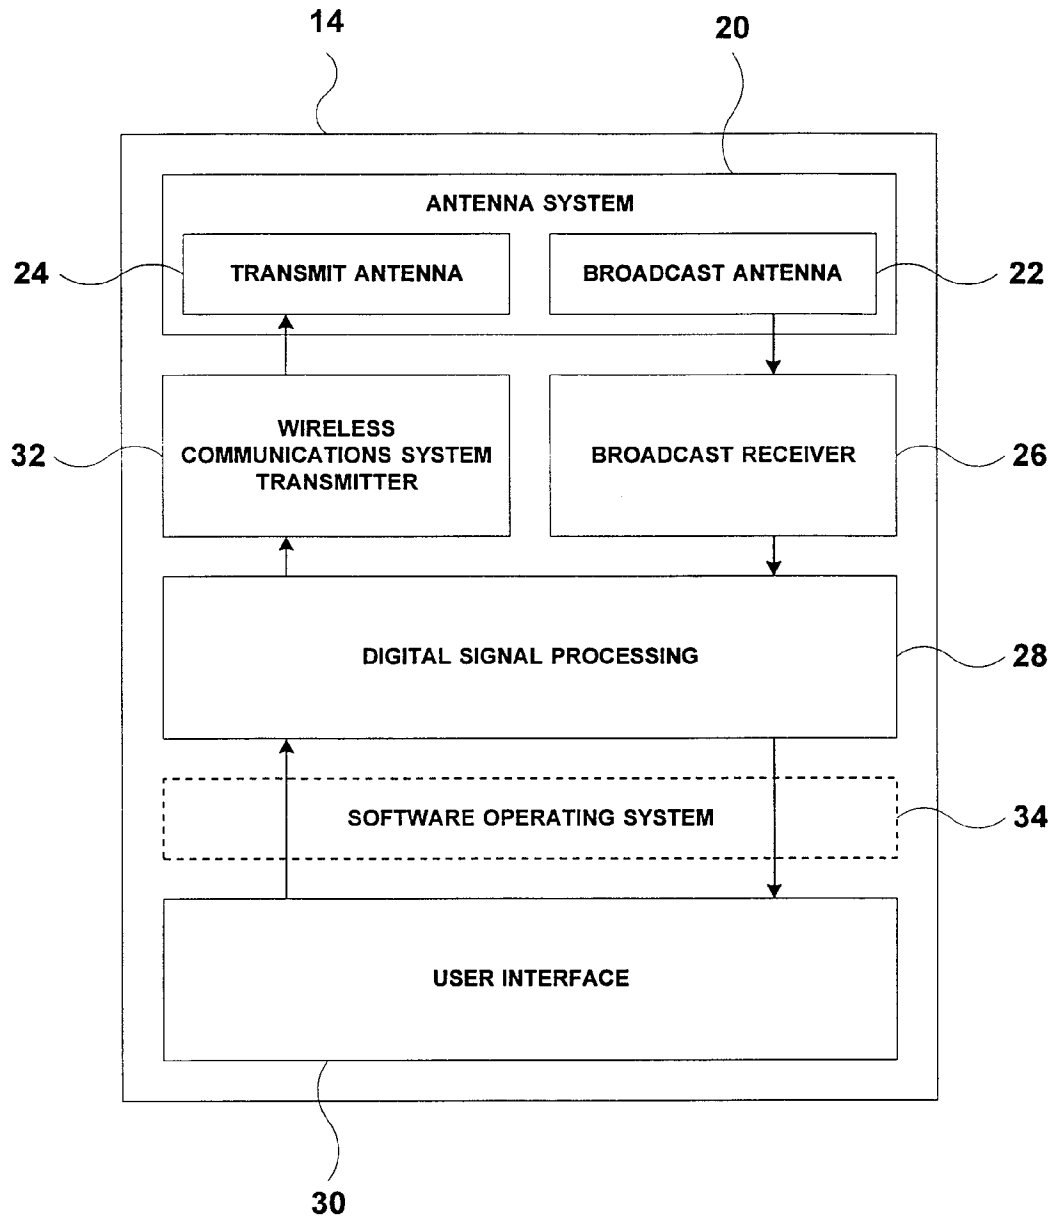 14
20
ANTENNA SYSTEM
24
TRANSMIT ANTENNA
BROADCAST ANTENNA
22
32
WIRELESS
COMMUNICATIONS SYSTEM
TRANSMITTER
BROADCAST RECEIVER
26
DIGITAL SIGNAL PROCESSING
28
SOFTWARE OPERATING SYSTEM
34
USER INTERFACE
30